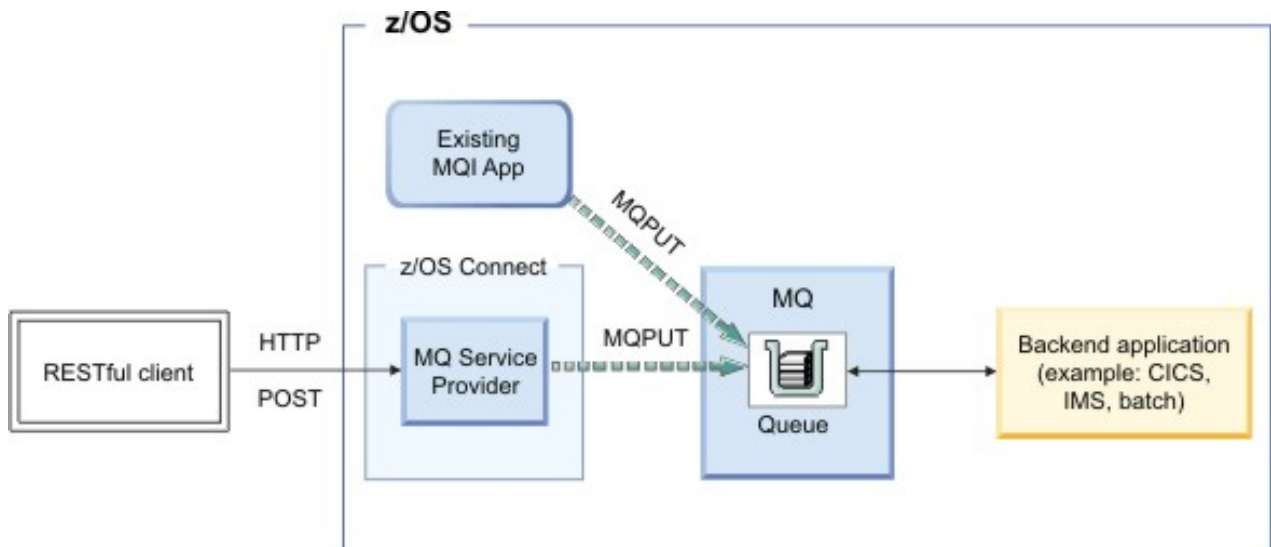 z/OS
Existing
MQI App
MQPUT
z/OS Connect
MQ
RESTful client
HTTP
POST
MQ Service
Provider
MQPUT
Queue
Backend application
(example: CICS,
IMS, batch)